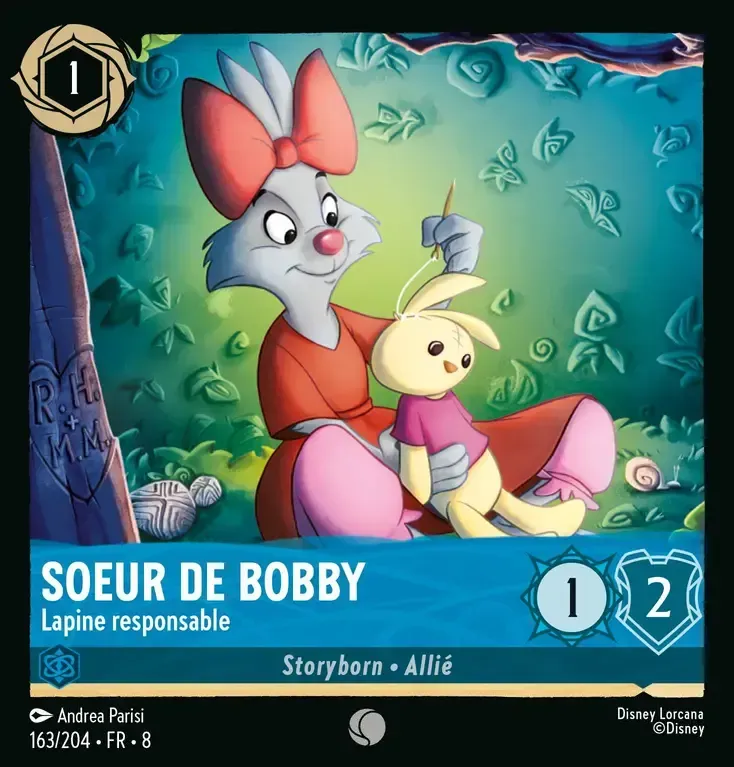 1
R.H.
+
M.M.
SOEUR DE BOBBY
Lapine responsable
1
2
Storyborn • Allié
Andrea Parisi
163/204 • FR • 8
Disney Lorcana
©Disney